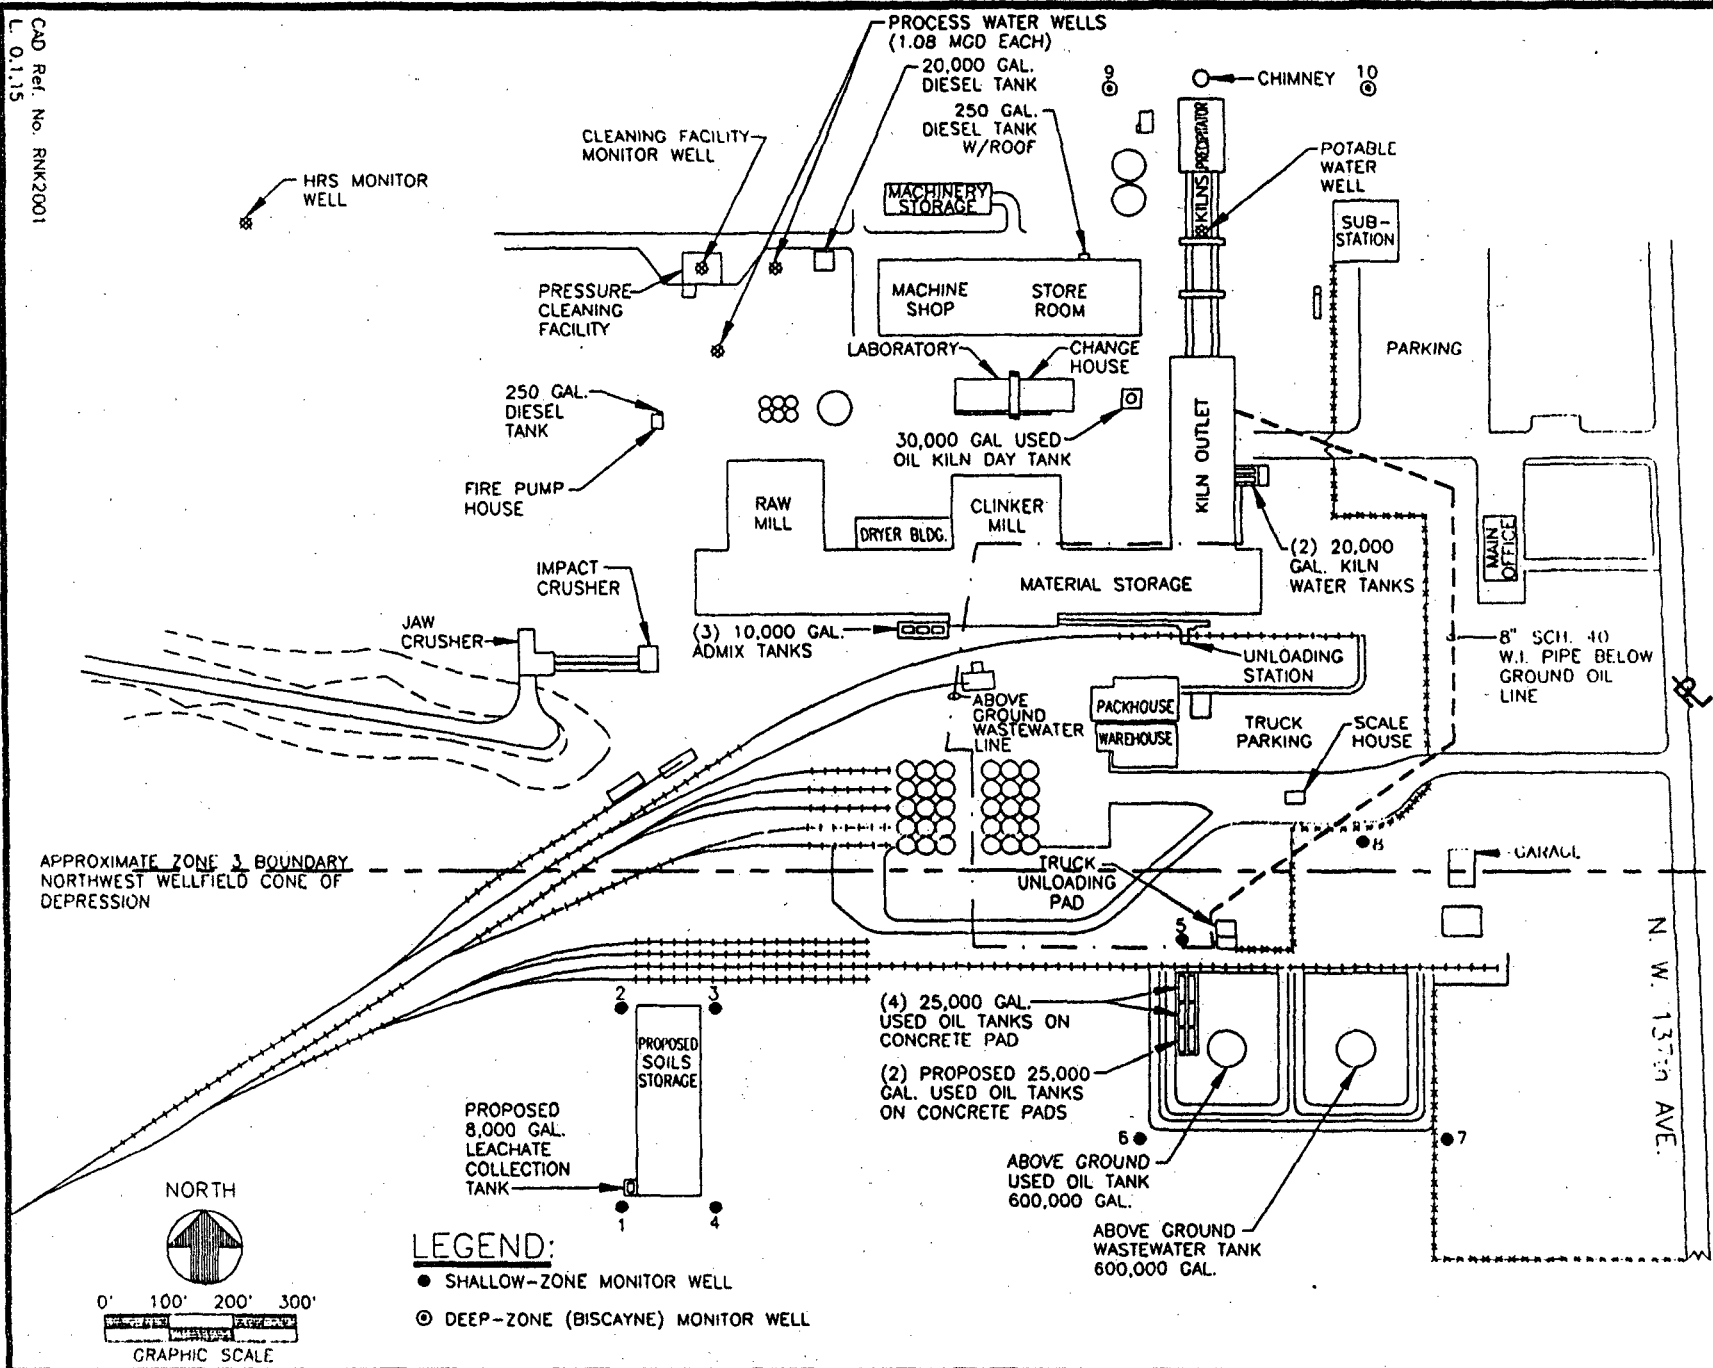 CAD Ref. No. RNK2001
L 0.1.15
PROCESS WATER WELLS
(1.08 MGD EACH)
20,000 GAL.
DIESEL TANK
250 GAL.
DIESEL TANK
W/ROOF
9
CHIMNEY
10
CLEANING FACILITY
MONITOR WELL
HRS MONITOR
WELL
PRECIPITATOR
KILNS
POTABLE
WATER
WELL
MACHINERY
STORAGE
SUB-
STATION
PRESSURE
CLEANING
FACILITY
MACHINE
SHOP
STORE
ROOM
LABORATORY
CHANGE
HOUSE
PARKING
250 GAL.
DIESEL
TANK
30,000 GAL USED
OIL KILN DAY TANK
KILN OUTLET
FIRE PUMP
HOUSE
RAW
MILL
DRYER BLDG.
CLINKER
MILL
(2) 20,000
GAL. KILN
WATER TANKS
MAIN
OFFICE
IMPACT
CRUSHER
MATERIAL STORAGE
JAW
CRUSHER
(3) 10,000 GAL.
ADMIX TANKS
UNLOADING
STATION
8" SCH. 40
W.I. PIPE BELOW
GROUND OIL
LINE
ABOVE
GROUND
WASTEWATER
LINE
PACKHOUSE
WAREHOUSE
TRUCK
PARKING
SCALE
HOUSE
8
GARAGE
APPROXIMATE ZONE 3 BOUNDARY
NORTHWEST WELLFIELD CONE OF
DEPRESSION
TRUCK
UNLOADING
PAD
5
N. W. 137th AVE.
2
3
PROPOSED
SOILS
STORAGE
(4) 25,000 GAL.
USED OIL TANKS ON
CONCRETE PAD
(2) PROPOSED 25,000
GAL. USED OIL TANKS
ON CONCRETE PADS
PROPOSED
8,000 GAL.
LEACHATE
COLLECTION
TANK
6
7
ABOVE GROUND
USED OIL TANK
600,000 GAL.
ABOVE GROUND
WASTEWATER TANK
600,000 GAL.
1
4
NORTH
LEGEND:
SHALLOW-ZONE MONITOR WELL
DEEP-ZONE (BISCAYNE) MONITOR WELL
0' 100' 200' 300'
GRAPHIC SCALE